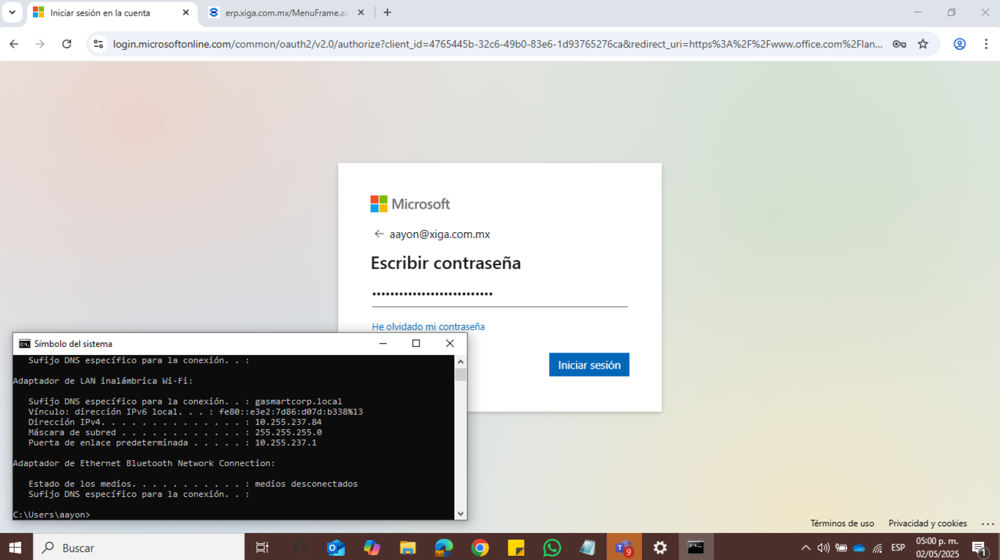 Iniciar sesión en la cuenta
erp.xiga.com.mx/MenuFrame.as
login.microsoftonline.com/common/oauth2/v2.0/authorize?client_id=4765445b-32c6-49b0-83e6-1d93765276ca&redirect_uri=https%3A%2F%2Fwww.office.com%2Flan...
Microsoft
aayon@xiga.com.mx
Escribir contraseña
•••••••••••••••••••••••••••
He olvidado mi contraseña
Iniciar sesión
Símbolo del sistema
Sufijo DNS específico para la conexión. . :
Adaptador de LAN inalámbrica Wi-Fi:
Sufijo DNS específico para la conexión. . : gasmartcorp.local
Vínculo: dirección IPv6 local. . . : fe80::e3e2:7d86:d07d:b338%13
Dirección IPv4. . . . . . . . . . . . . . : 10.255.237.84
Máscara de subred . . . . . . . . . . . . : 255.255.255.0
Puerta de enlace predeterminada . . . . . : 10.255.237.1
Adaptador de Ethernet Bluetooth Network Connection:
Estado de los medios. . . . . . . . . . . : medios desconectados
Sufijo DNS específico para la conexión. . :
C:\Users\aayon>
Términos de uso
Privacidad y cookies
...
Buscar
9
ESP
05:00 p. m.
02/05/2025
1